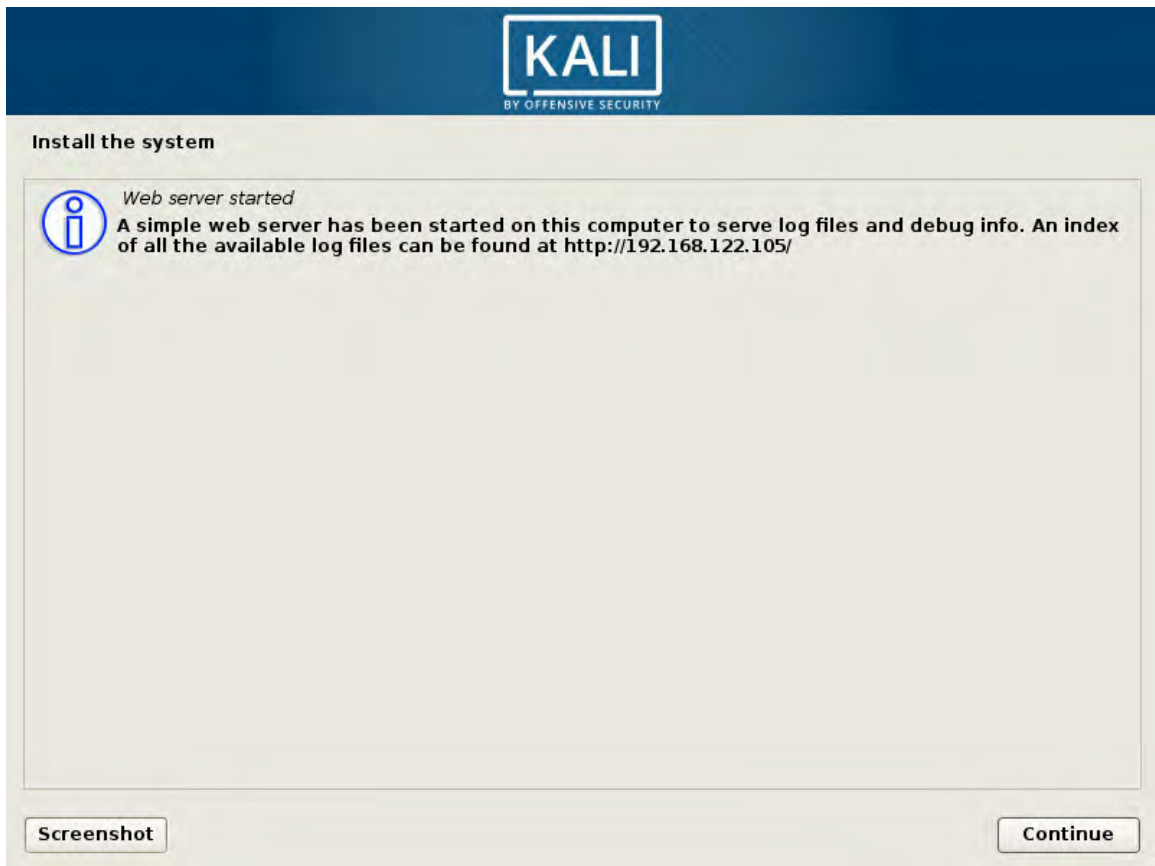 KALI
BY OFFENSIVE SECURITY
Install the system
Web server started
A simple web server has been started on this computer to serve log files and debug info. An index
of all the available log files can be found at http://192.168.122.105/
Screenshot
Continue